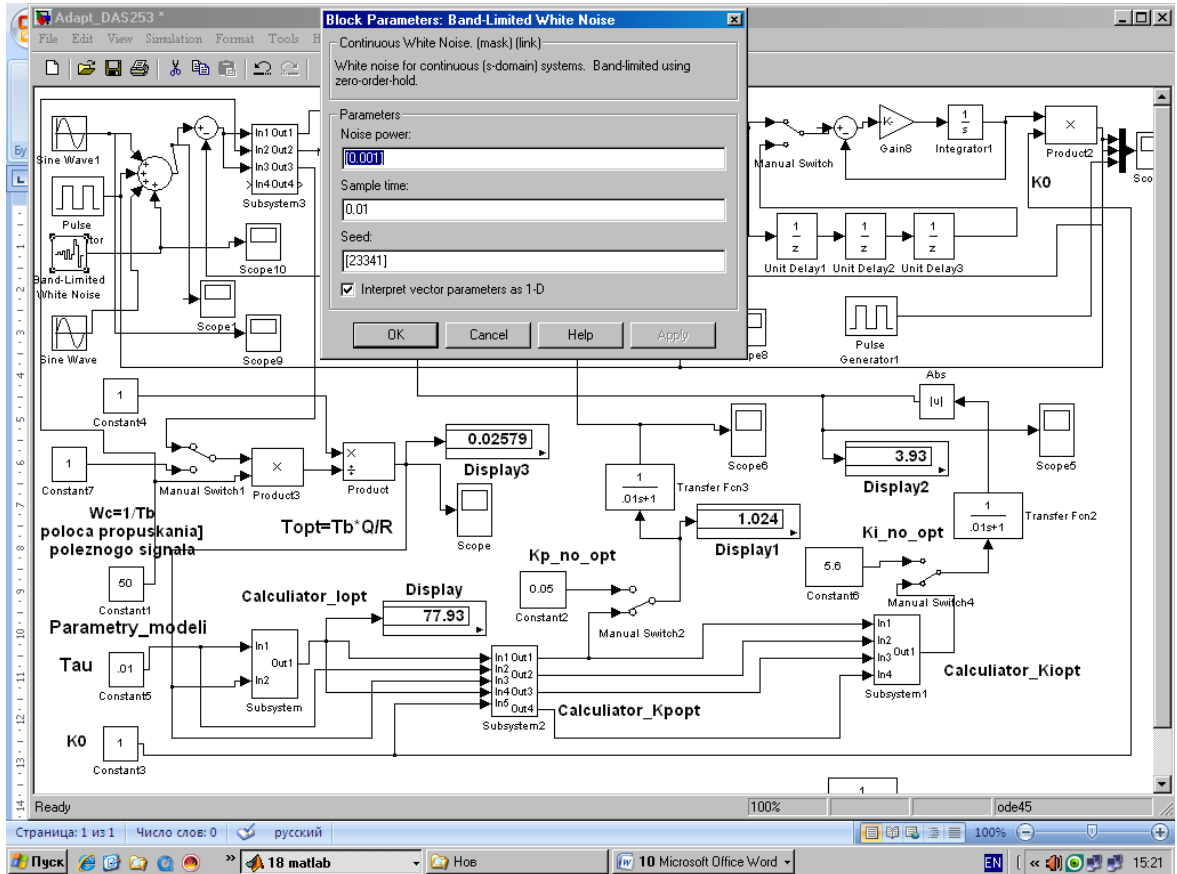 Adapt_DAS253 *
File Edit View Simulation Format Tools
Block Parameters: Band-Limited White Noise
Continuous White Noise. (mask) (link)
White noise for continuous (s-domain) systems. Band-limited using
zero-order-hold.
Parameters
Noise power:
[0.001]
Sample time:
0.01
Seed:
[23341]
Interpret vector parameters as 1-D
OK Cancel Help Apply
Sine Wave1
In1 Out1
In2 Out2
In3 Out3
In4 Out4
Subsystem3
Pulse
tor
Band-Limited
White Noise
Scope10
Scope1
Sine Wave
Scope9
Manual Switch
K-
Gain8
1
s
Integrator1
×
Product2
K0
1
z
Unit Delay1
1
z
Unit Delay2
1
z
Unit Delay3
Pulse
Generator1
Abs
|u|
1
Constant4
1
Constant7
Manual Switch1
×
Product3
×
÷
Product
0.02579
Display3
Scope
Wc=1/Tb
poloca propuskania]
poleznogo signala
Topt=Tb*Q/R
1
.01s+1
Transfer Fcn3
Scope6
3.93
Display2
Scope5
1
.01s+1
Transfer Fcn2
1.024
Display1
Kp_no_opt
0.05
Constant2
Manual Switch2
Ki_no_opt
5.6
Constant6
Manual Switch4
50
Constant1
Calculiator_Iopt
Display
77.93
Parametry_modeli
Tau
.01
Constant5
In1
In2
Out1
Subsystem
In1 Out1
In2 Out2
In3
In4 Out3
In5 Out4
Subsystem2
Calculiator_Kpopt
In1
In2
In3 Out1
In4
Subsystem1
Calculiator_Kiopt
K0
1
Constant3
1
Ready
100%
ode45
Страница: 1 из 1 Число слов: 0 русский
100%
Пуск
18 matlab
Нов
10 Microsoft Office Word
EN
15:21